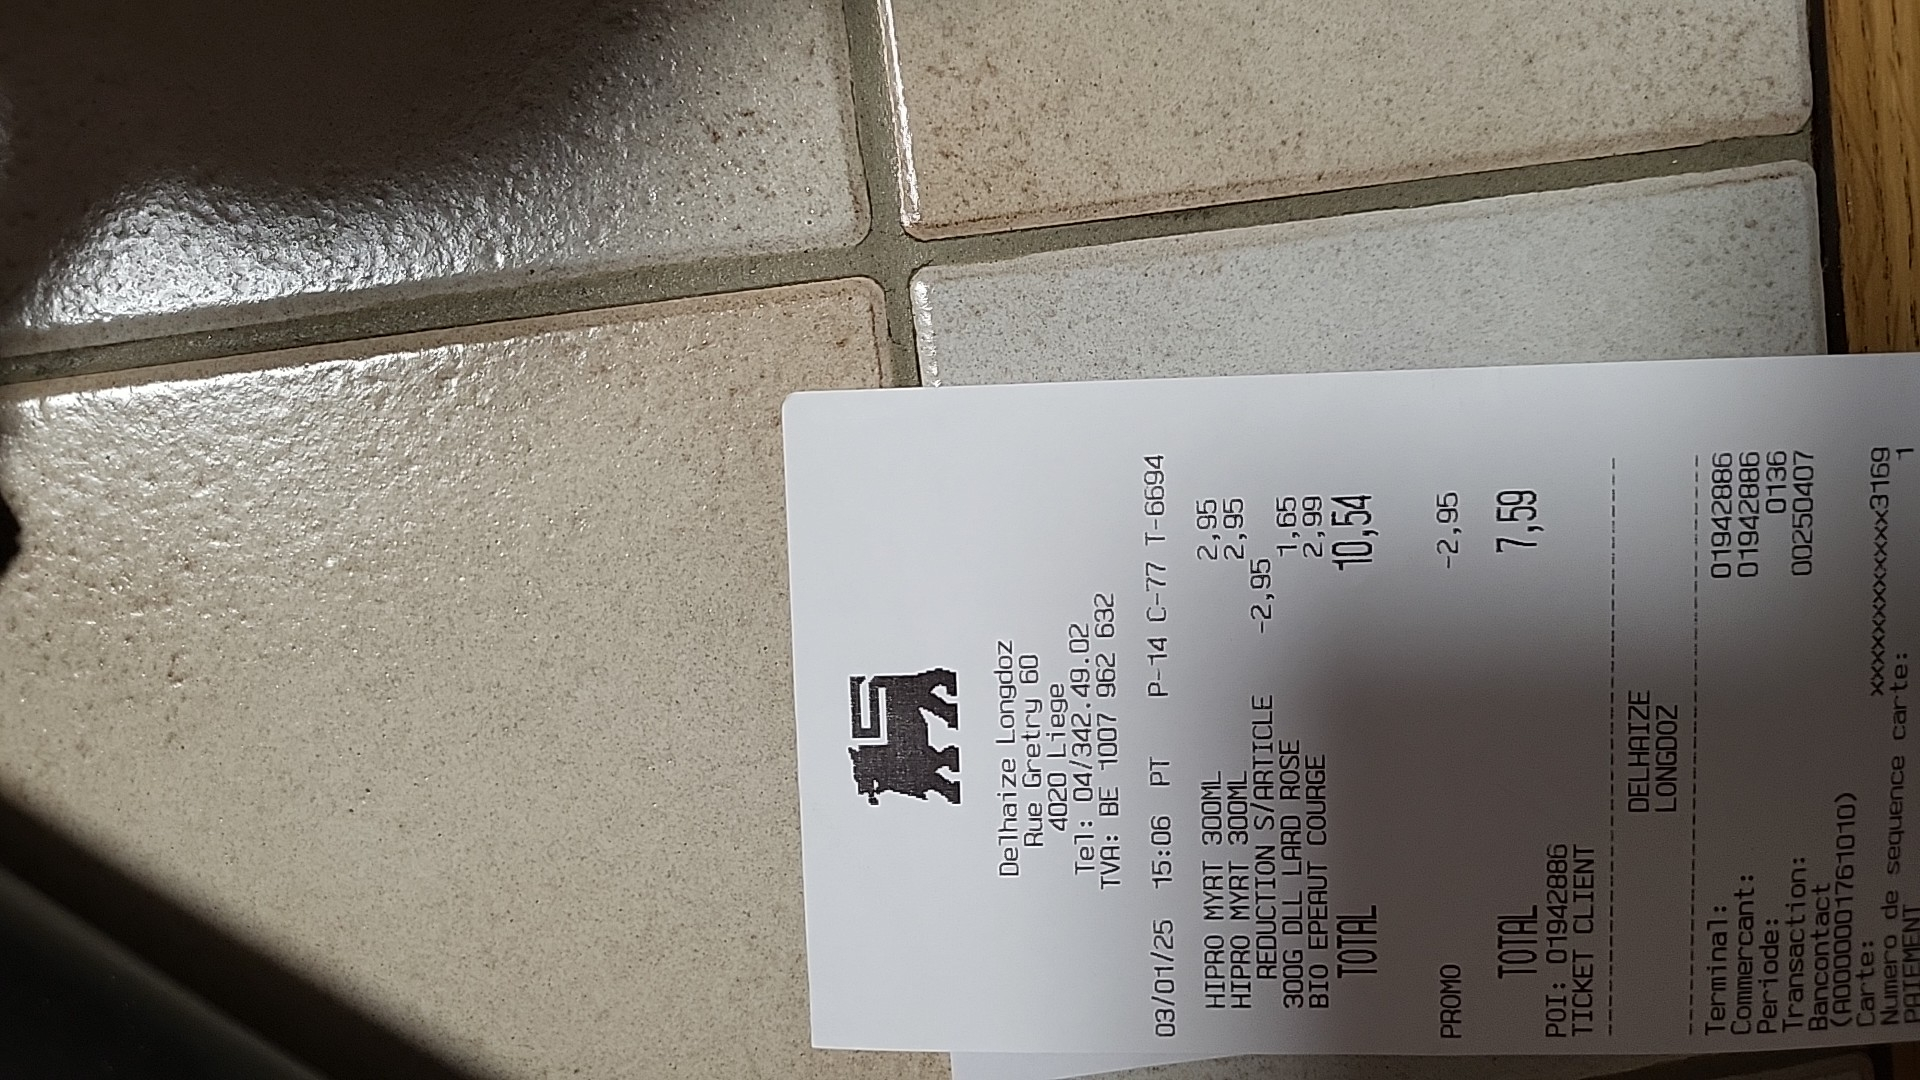 Delhaize Longdoz
Rue Gretry 60
4020 Liege
Tel: 04/342.49.02
TVA: BE 1007 962 632
03/01/25 15:06 PT P-14 C-77 T-6694
HIPRO MYRT 300ML 2,95
HIPRO MYRT 300ML 2,95
REDUCTION S/ARTICLE -2,95
300G DLL LARD ROSE 1,65
BIO EPEAUT COURGE 2,99
TOTAL 10,54
PROMO -2,95
TOTAL 7,59
POI: 01942886
TICKET CLIENT
DELHAIZE
LONGDOZ
Terminal: 01942886
Commercant: 01942886
Periode: 0136
Transaction: 00250407
Bancontact
(A0000001761010)
Carte: xxxxxxxxxxxxx3169
Numero de sequence carte: 1
PAIEMENT